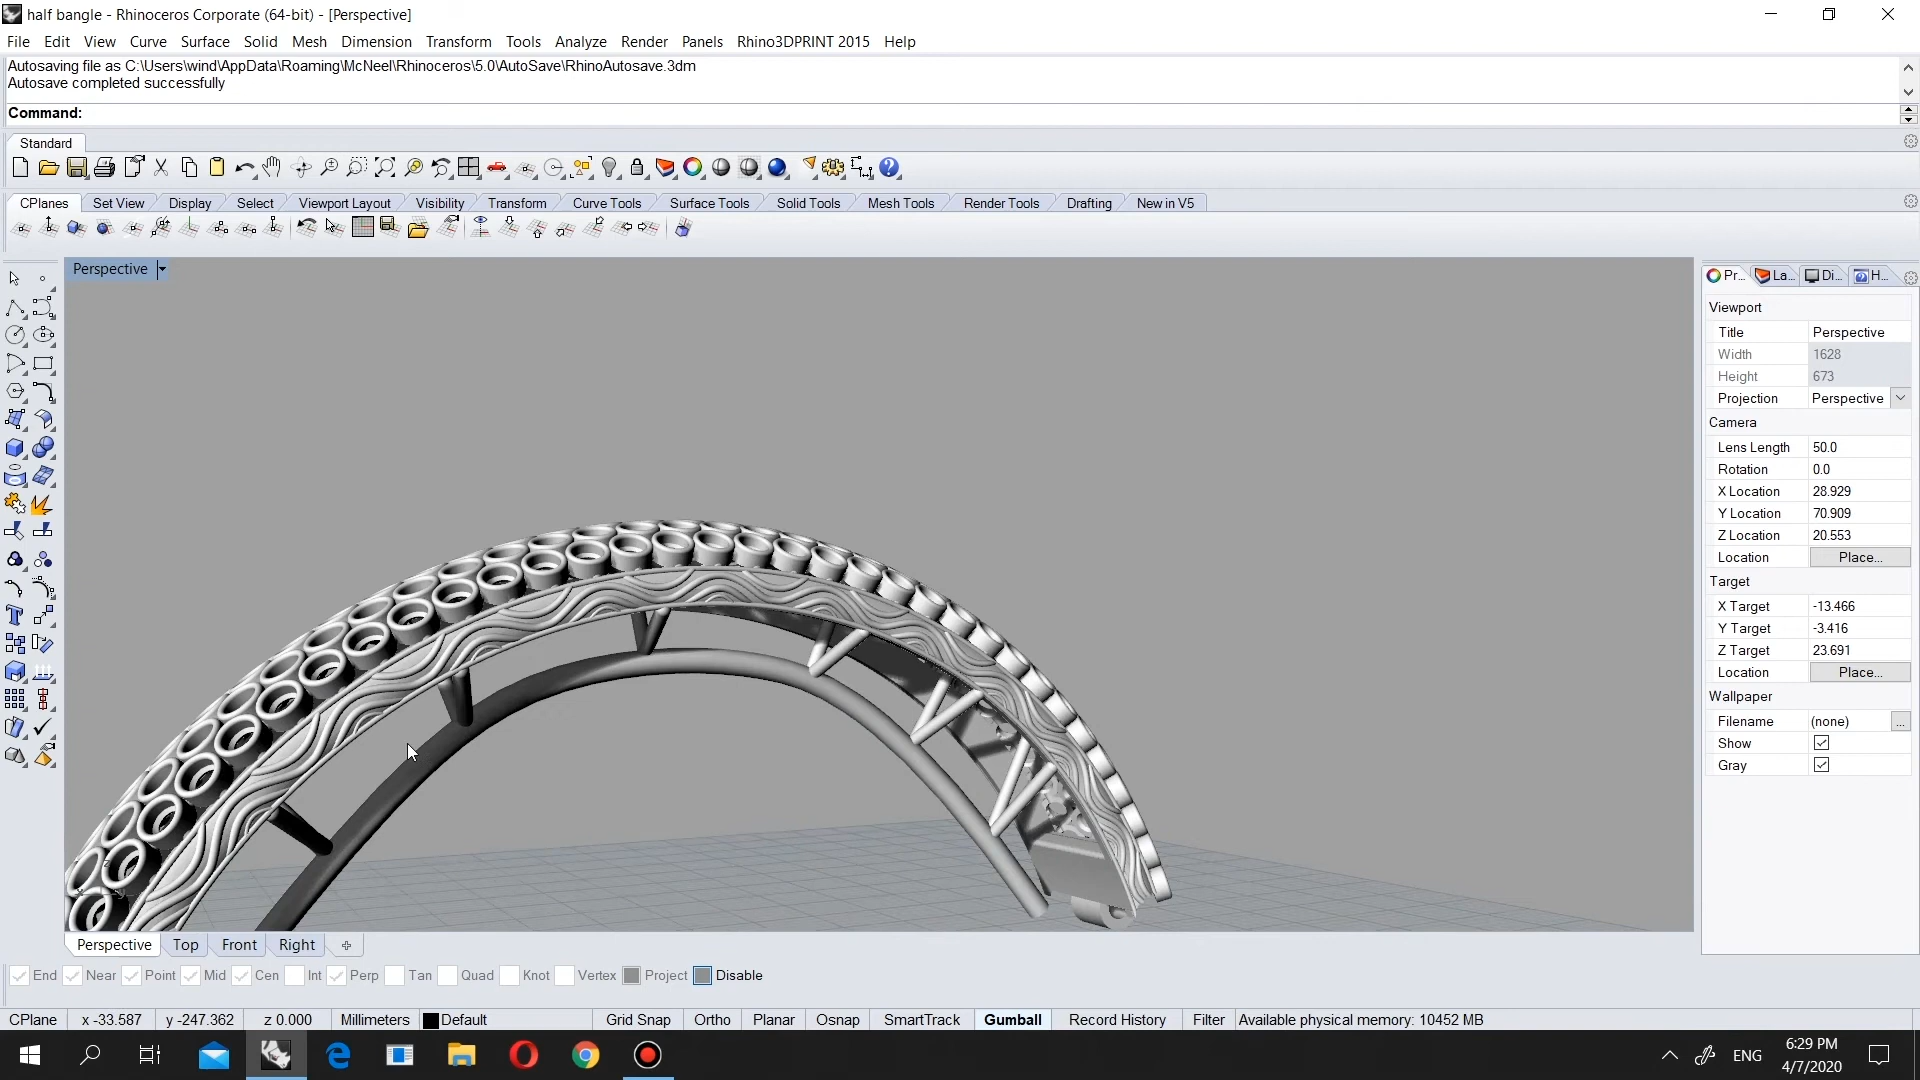 half bangle - Rhinoceros Corporate (64-bit) - [Perspective]
File Edit View Curve Surface Solid Mesh Dimension Transform Tools Analyze Render Panels Rhino3DPRINT 2015 Help
Autosaving file as C:\Users\wind\AppData\Roaming\McNeel\Rhinoceros\5.0\AutoSave\RhinoAutosave.3dm
Autosave completed successfully
Command:
Standard
CPlanes Set View Display Select Viewport Layout Visibility Transform Curve Tools Surface Tools Solid Tools Mesh Tools Render Tools Drafting New in V5
Perspective
Pr... La... Di... H...
Viewport
Title Perspective
Width 1628
Height 673
Projection Perspective
Camera
Lens Length 50.0
Rotation 0.0
X Location 28.929
Y Location 70.909
Z Location 20.553
Location Place...
Target
X Target -13.466
Y Target -3.416
Z Target 23.691
Location Place...
Wallpaper
Filename (none) ...
Show
Gray
Perspective Top Front Right
End Near Point Mid Cen Int Perp Tan Quad Knot Vertex Project Disable
CPlane x -33.587 y -247.362 z 0.000 Millimeters Default Grid Snap Ortho Planar Osnap SmartTrack Gumball Record History Filter Available physical memory: 10452 MB
ENG
6:29 PM
4/7/2020